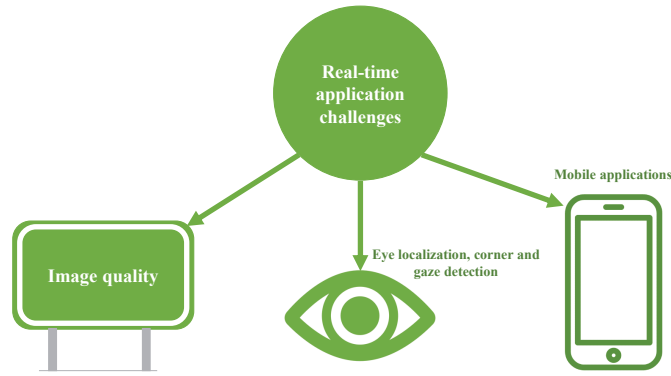 Real-time
application
challenges
Mobile applications
Eye localization, corner and
gaze detection
Image quality